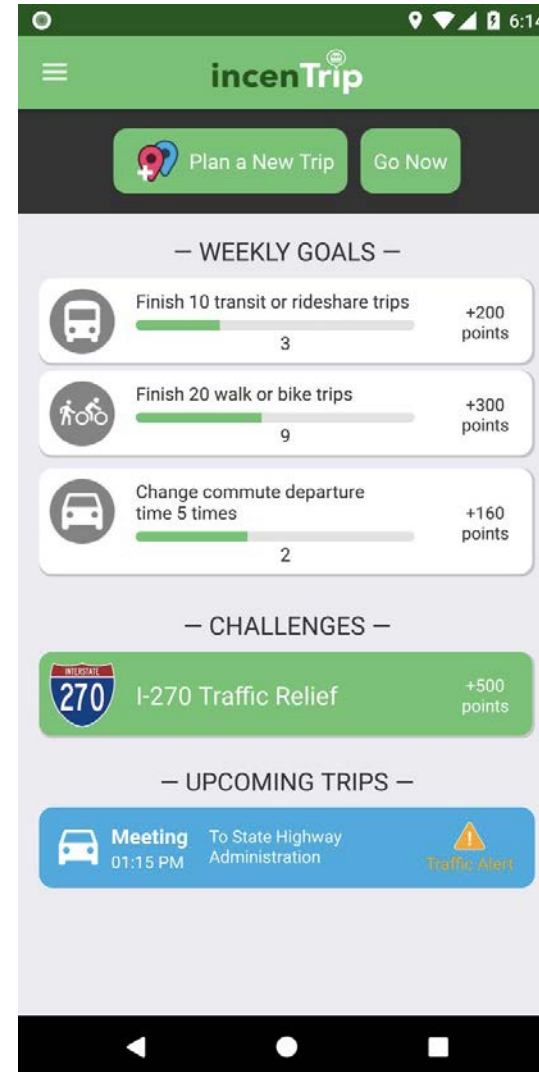 6:14
incenTrip
Plan a New Trip
Go Now
— WEEKLY GOALS —
Finish 10 transit or rideshare trips
+200
points
3
Finish 20 walk or bike trips
+300
points
9
Change commute departure
time 5 times
+160
points
2
— CHALLENGES —
INTERSTATE
270
I-270 Traffic Relief
+500
points
— UPCOMING TRIPS —
Meeting
01:15 PM
To State Highway
Administration
Traffic Alert